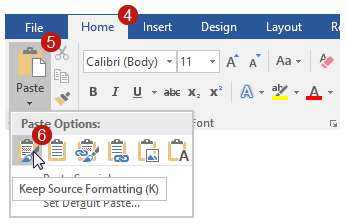 4
File Home Insert Design Layout
5
Calibri (Body) 11 A A Aa
Paste
B I U abc X2 X2 A
Paste Options:
Font
6
A
Keep Source Formatting (K)
Set Default Paste...